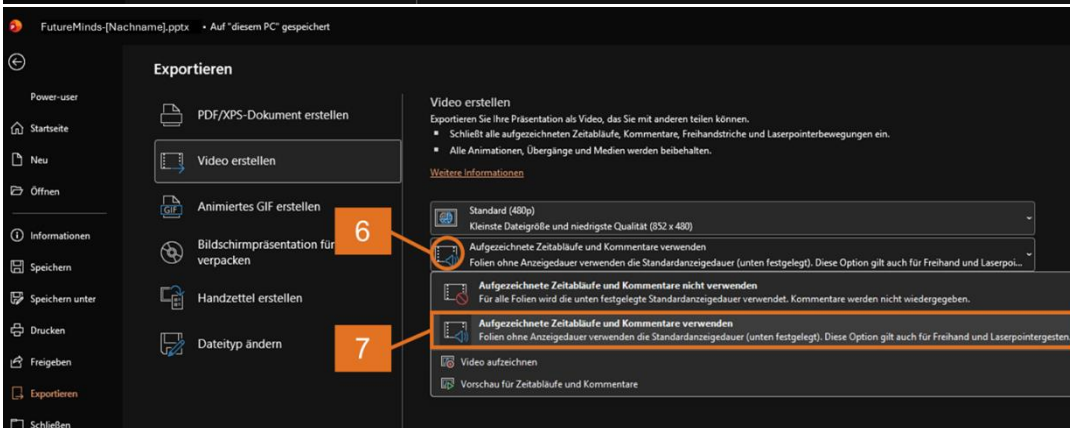 FutureMinds-[Nachname].pptx • Auf "diesem PC" gespeichert
Exportieren
Power-user
Startseite
Neu
Öffnen
Informationen
Speichern
Speichern unter
Drucken
Freigeben
Exportieren
Schließen
PDF/XPS-Dokument erstellen
Video erstellen
GIF
Animiertes GIF erstellen
Bildschirmpräsentation für
verpacken
Handzettel erstellen
Dateityp ändern
6
7
Video erstellen
Exportieren Sie Ihre Präsentation als Video, das Sie mit anderen teilen können.
▪ Schließt alle aufgezeichneten Zeitabläufe, Kommentare, Freihandstriche und Laserpointerbewegungen ein.
▪ Alle Animationen, Übergänge und Medien werden beibehalten.
Weitere Informationen
Standard (480p)
Kleinste Dateigröße und niedrigste Qualität (852 x 480)
Aufgezeichnete Zeitabläufe und Kommentare verwenden
Folien ohne Anzeigedauer verwenden die Standardanzeigedauer (unten festgelegt). Diese Option gilt auch für Freihand und Laserpoi...
Aufgezeichnete Zeitabläufe und Kommentare nicht verwenden
Für alle Folien wird die unten festgelegte Standardanzeigedauer verwendet. Kommentare werden nicht wiedergegeben.
Aufgezeichnete Zeitabläufe und Kommentare verwenden
Folien ohne Anzeigedauer verwenden die Standardanzeigedauer (unten festgelegt). Diese Option gilt auch für Freihand und Laserpointergesten.
Video aufzeichnen
Vorschau für Zeitabläufe und Kommentare